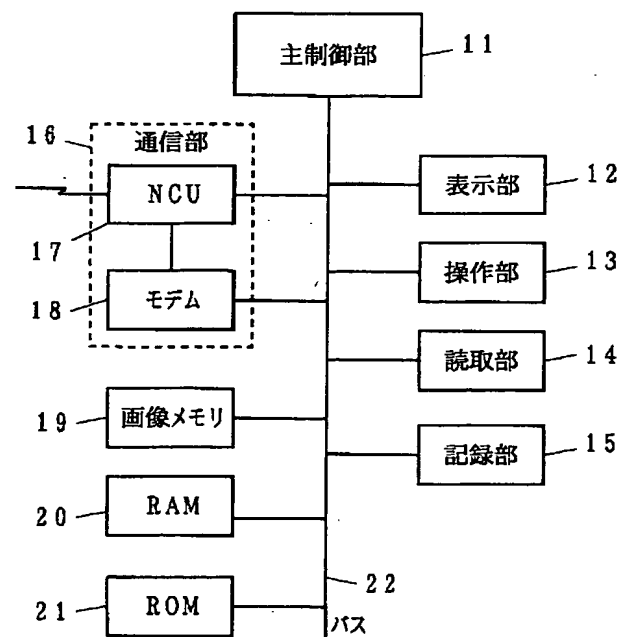 主制御部
11
16
通信部
NCU
17
モデム
18
表示部
12
操作部
13
読取部
14
画像メモリ
19
記録部
15
RAM
20
22
ROM
21
バス